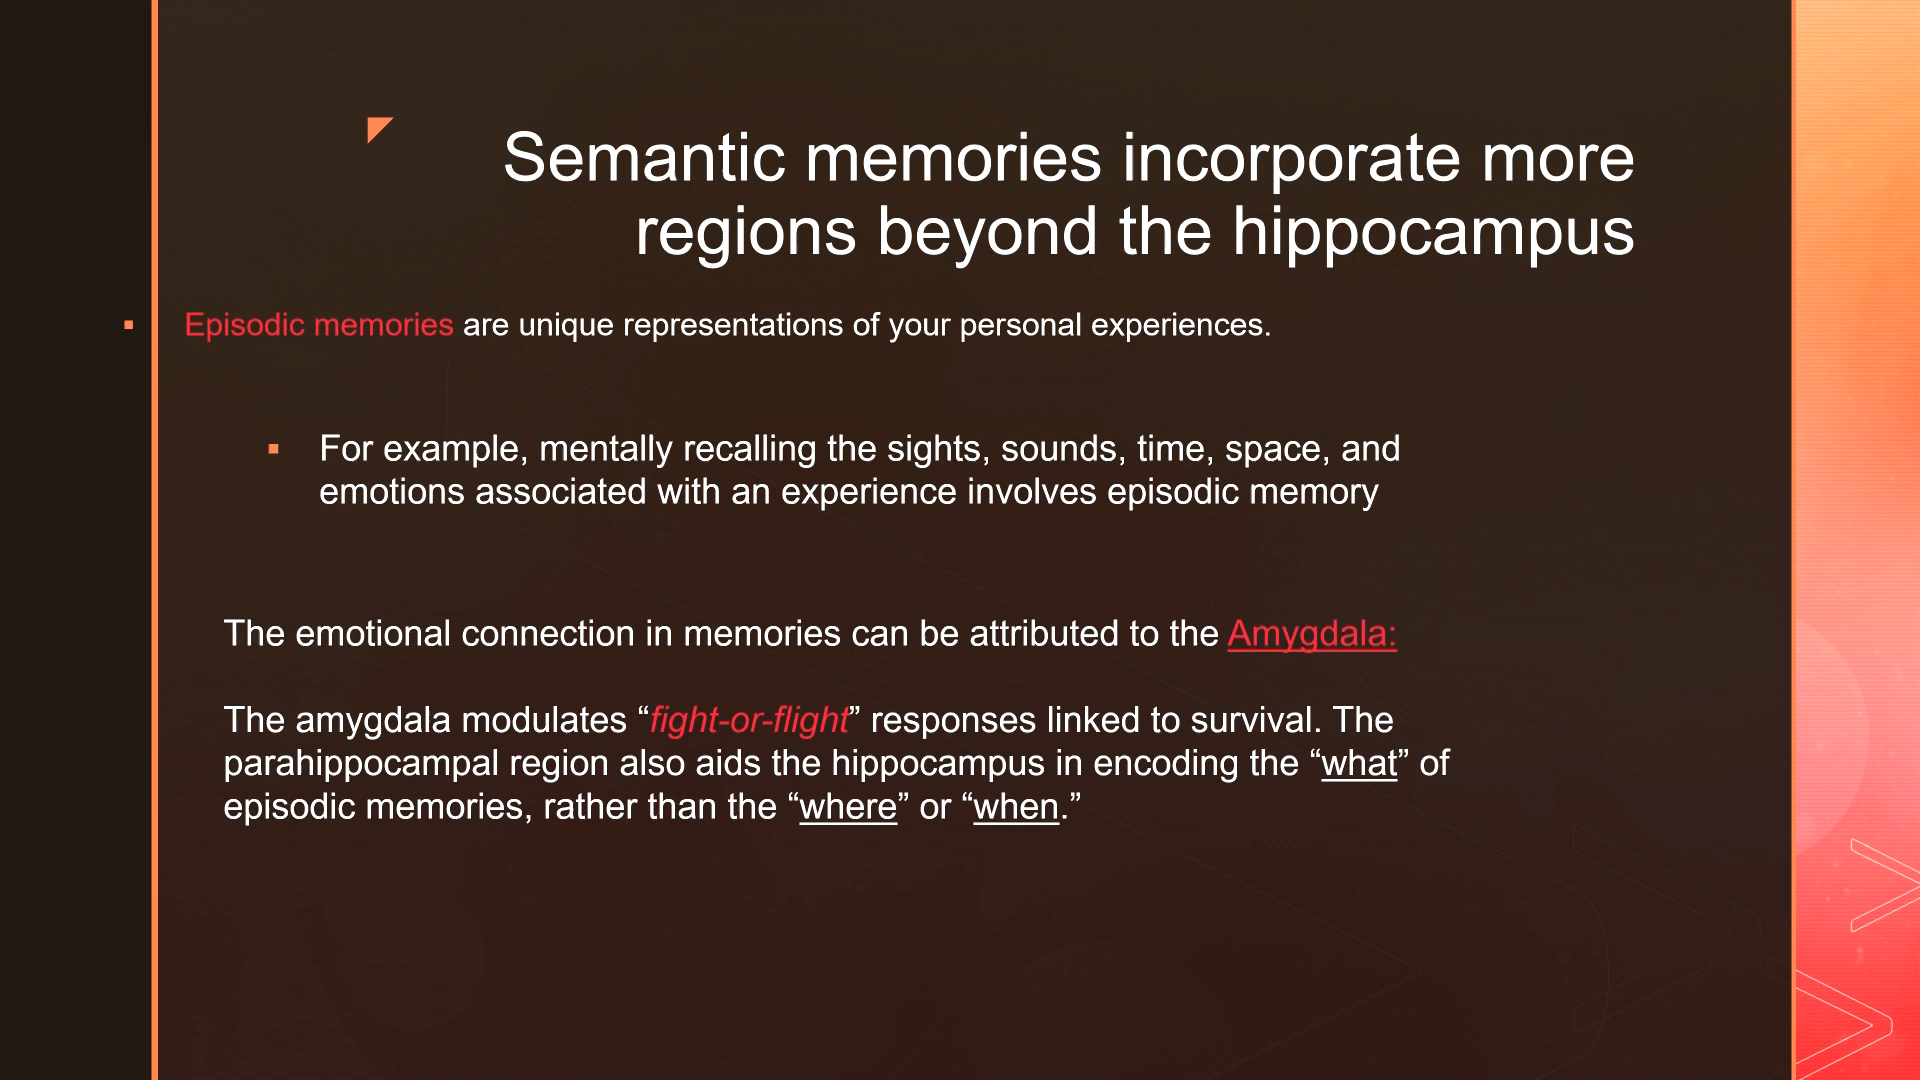 Semantic memories incorporate more
regions beyond the hippocampus
Episodic memories are unique representations of your personal experiences.
For example, mentally recalling the sights, sounds, time, space, and
emotions associated with an experience involves episodic memory
The emotional connection in memories can be attributed to the Amygdala:
The amygdala modulates “fight-or-flight” responses linked to survival. The
parahippocampal region also aids the hippocampus in encoding the “what” of
episodic memories, rather than the “where” or “when.”